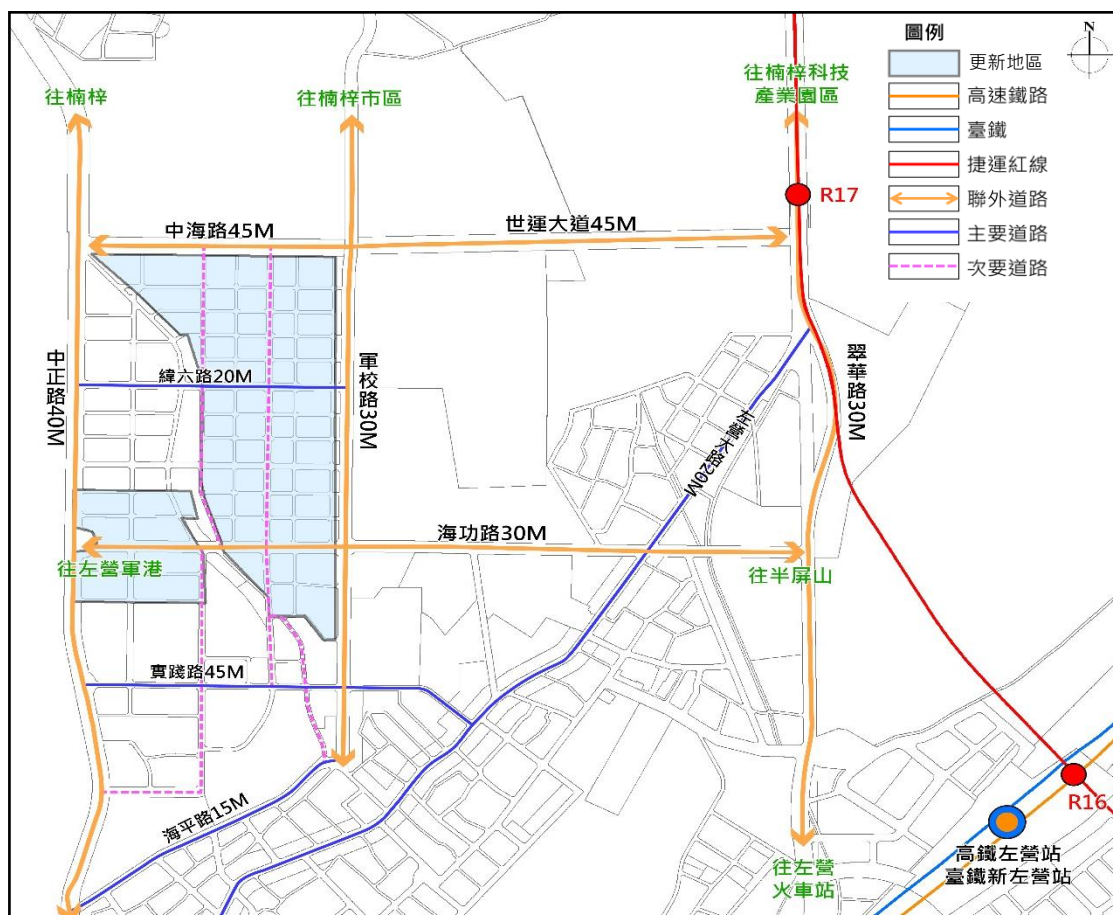 圖例
更新地區
高速鐵路
臺鐵
捷運紅線
聯外道路
主要道路
次要道路
N
往楠梓
往楠梓市區
往楠梓科技
產業園區
R17
中海路45M
世運大道45M
中正路40M
緯六路20M
軍校路30M
左營大路20M
翠華路30M
海功路30M
往左營軍港
往半屏山
實踐路45M
海平路15M
R16
高鐵左營站
臺鐵新左營站
往左營
火車站